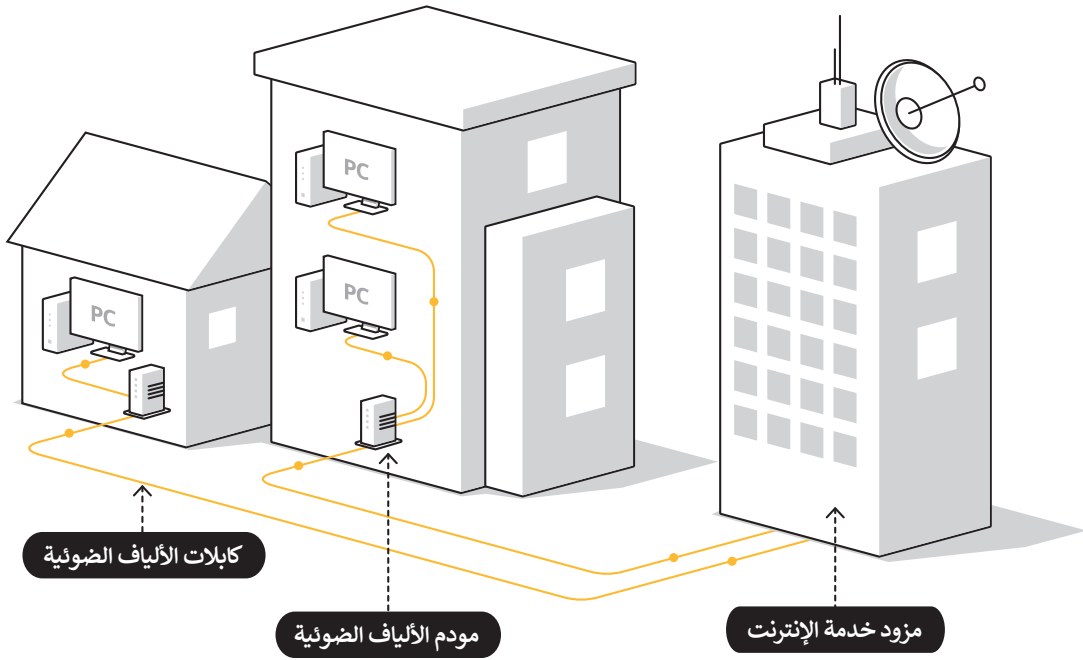 PC
PC
PC
كابلات الألياف الضوئية
مودم الألياف الضوئية
مزود خدمة الإنترنت